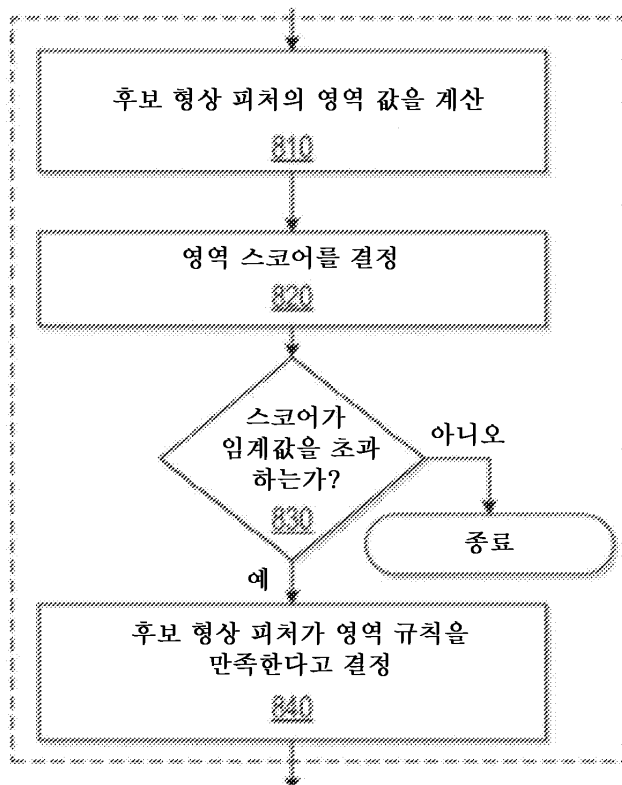 후보 형상 피처의 영역 값을 계산
810
영역 스코어를 결정
820
스코어가
임계값을 초과
하는가?
830
아니오
종료
예
후보 형상 피처가 영역 규칙을
만족한다고 결정
840